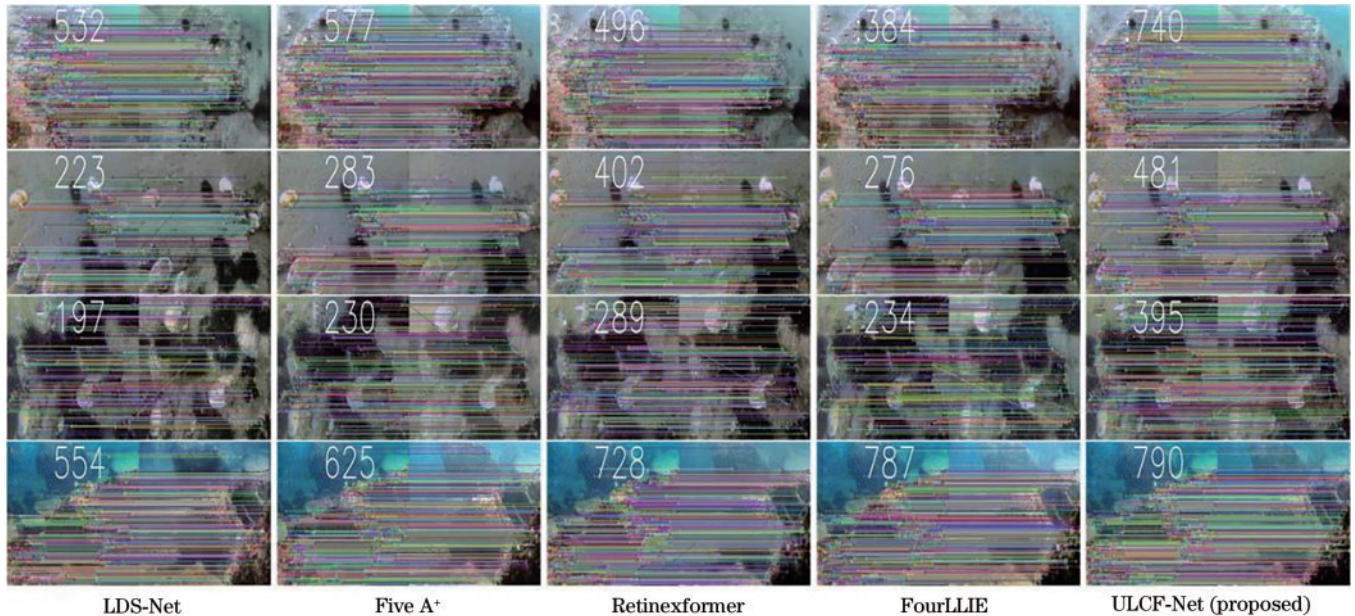 532 577 496 384 740
223 283 402 276 481
197 230 289 234 395
554 625 728 787 790
LDS-Net Five A⁺ Retinexformer FourLLIE ULCF-Net (proposed)